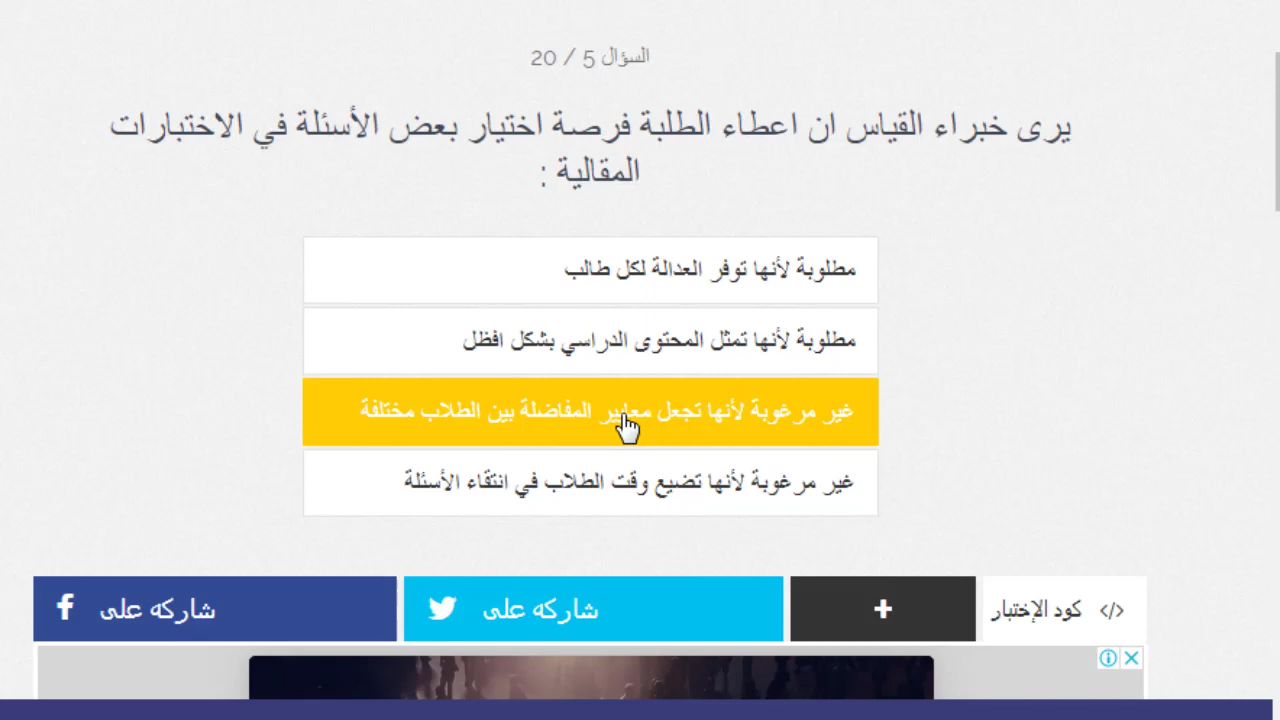 السؤال 5 / 20
يرى خبراء القياس ان اعطاء الطلبة فرصة اختيار بعض الأسئلة في الاختبارات
المقالية :
مطلوبة لأنها توفر العدالة لكل طالب
مطلوبة لأنها تمثل المحتوى الدراسي بشكل افظل
غير مرغوبة لأنها تجعل معايير المفاضلة بين الطلاب مختلفة
غير مرغوبة لأنها تضيع وقت الطلاب في انتقاء الأسئلة
شاركه على
شاركه على
+
كود الإختبار </>